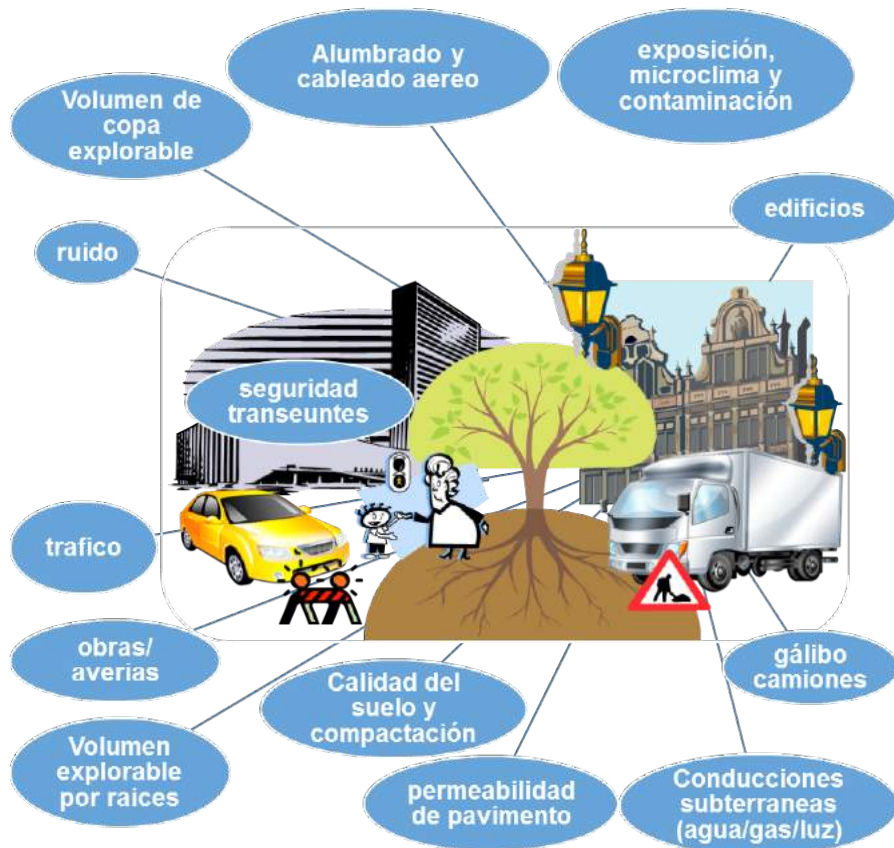 Alumbrado y
cableado aereo
exposición,
microclima y
contaminación
Volumen de
copa
explorable
edificios
ruido
seguridad
transeuntes
trafico
obras/
averias
gálibo
camiones
Calidad del
suelo y
compactación
Volumen
explorable
por raices
permeabilidad
de pavimento
Conducciones
subterraneas
(agua/gas/luz)